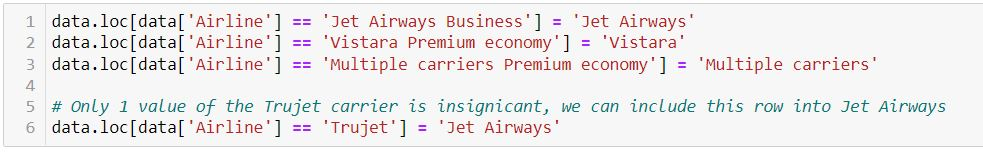 1 data.loc[data['Airline'] == 'Jet Airways Business'] = 'Jet Airways'
2 data.loc[data['Airline'] == 'Vistara Premium economy'] = 'Vistara'
3 data.loc[data['Airline'] == 'Multiple carriers Premium economy'] = 'Multiple carriers'
4
5 # Only 1 value of the Trujet carrier is insignicant, we can include this row into Jet Airways
6 data.loc[data['Airline'] == 'Trujet'] = 'Jet Airways'